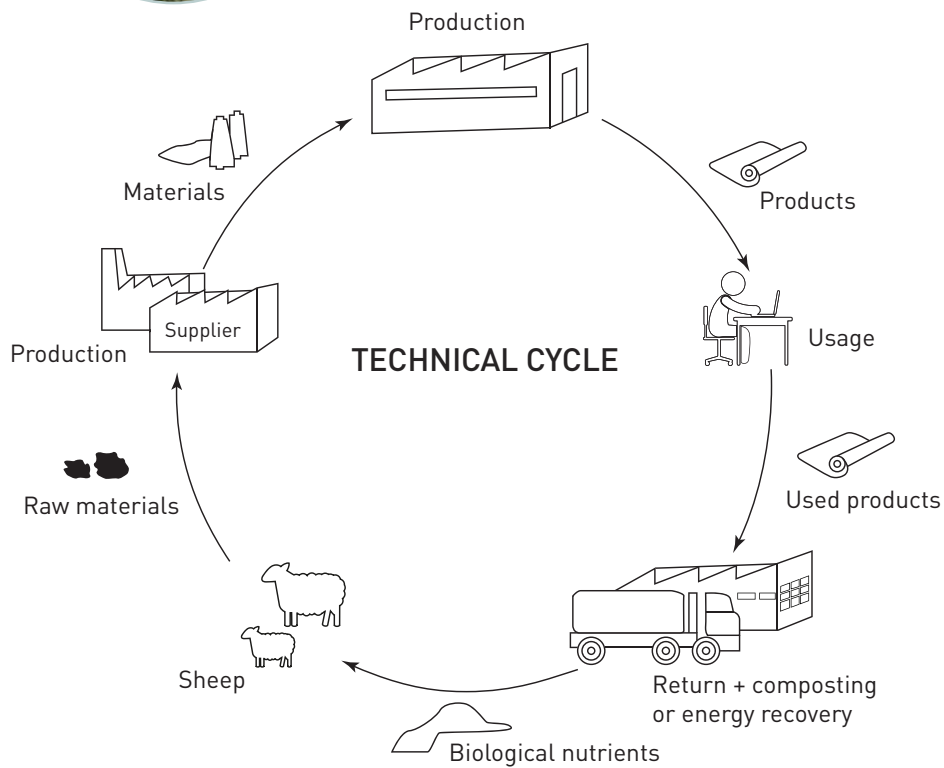 Production
Materials
Products
Supplier
Production
TECHNICAL CYCLE
Usage
Raw materials
Used products
Sheep
Return + composting
or energy recovery
Biological nutrients